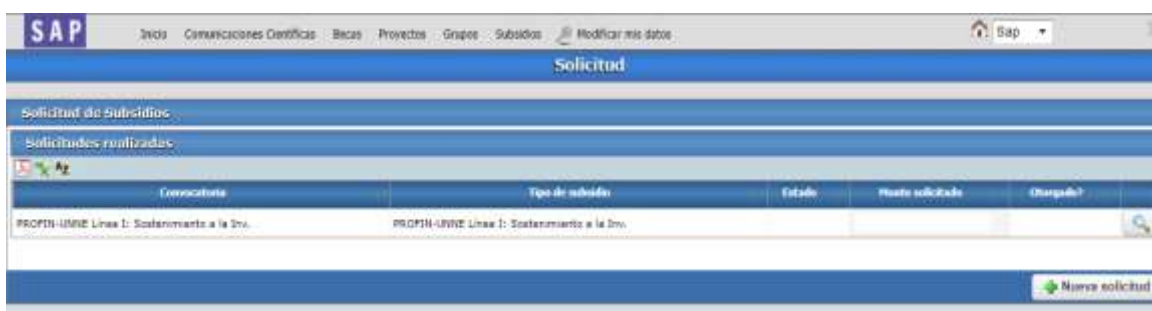 SAP
Inicio Comunicaciones Científicas Becas Proyectos Grupos Subsidios Modificar mis datos Sap
Solicitud
Solicitud de Subsidios
Solicitudes realizadas
Convocatoria Tipo de subsidio Estado Monto solicitado Otorgado?
PROFIN-UNNE Linea I: Sostenimiento a la Inv. PROFIN-UNNE Linea I: Sostenimiento a la Inv.
Nueva solicitud